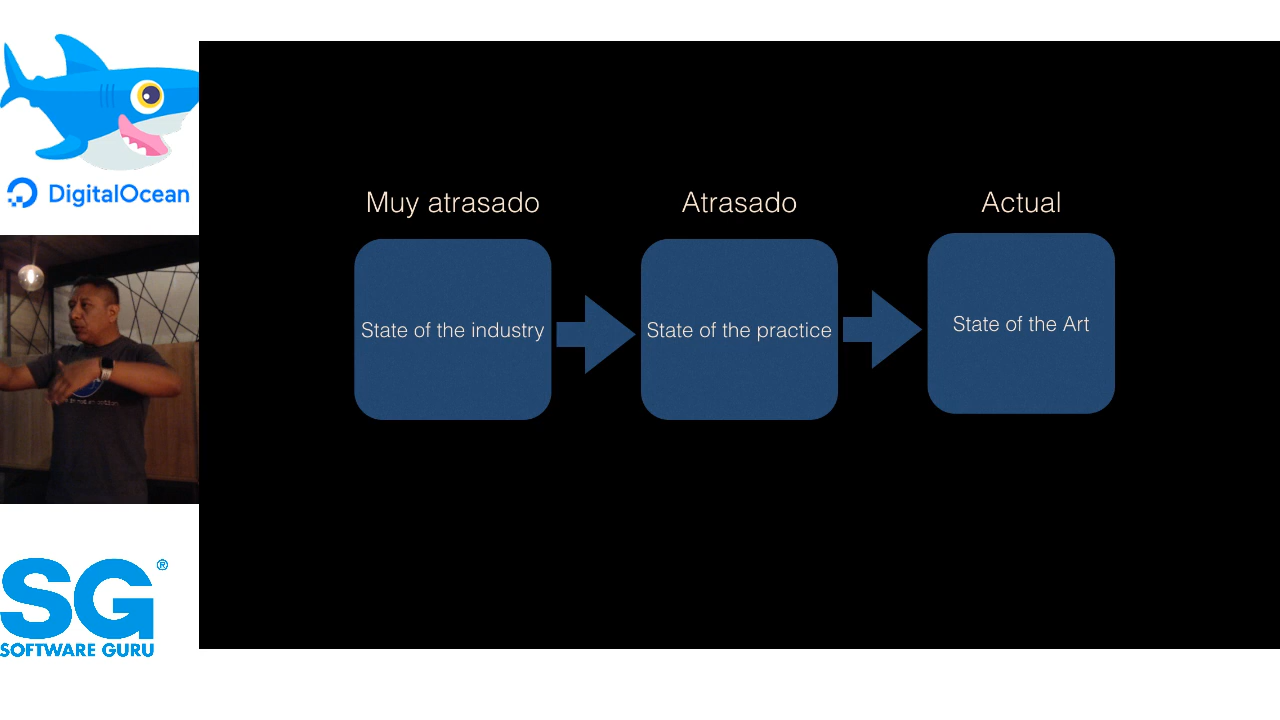 DigitalOcean
SG®
SOFTWARE GURU
Muy atrasado
Atrasado
Actual
State of the industry
State of the practice
State of the Art